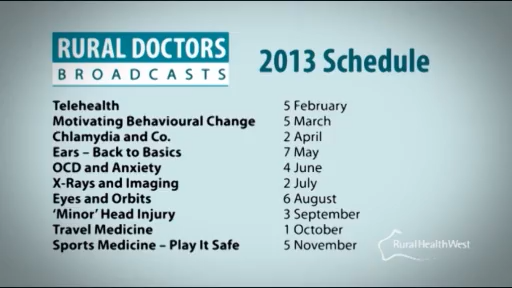 RURAL DOCTORS
BROADCASTS
2013 Schedule
Telehealth 5 February
Motivating Behavioural Change 5 March
Chlamydia and Co. 2 April
Ears – Back to Basics 7 May
OCD and Anxiety 4 June
X-Rays and Imaging 2 July
Eyes and Orbits 6 August
‘Minor’ Head Injury 3 September
Travel Medicine 1 October
Sports Medicine – Play It Safe 5 November
RuralHealthWest